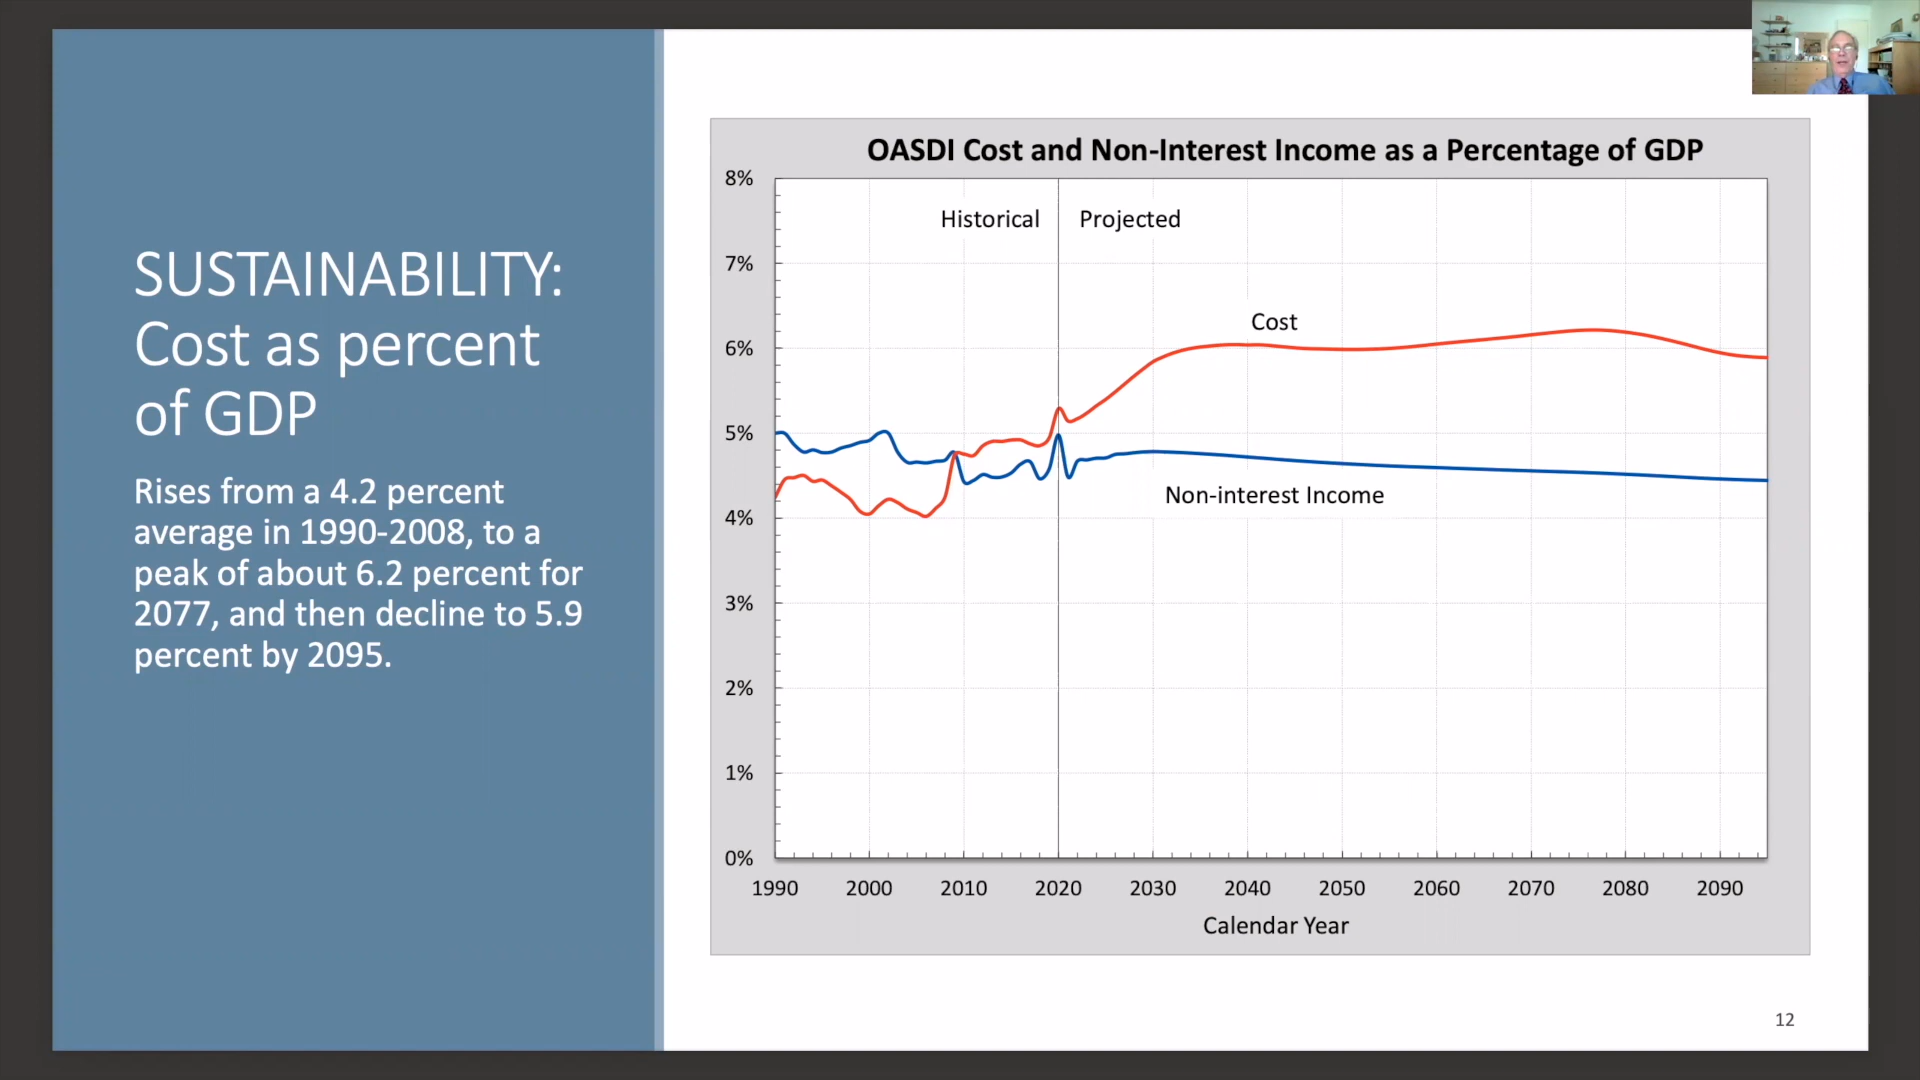 SUSTAINABILITY:
Cost as percent
of GDP
Rises from a 4.2 percent
average in 1990-2008, to a
peak of about 6.2 percent for
2077, and then decline to 5.9
percent by 2095.
OASDI Cost and Non-Interest Income as a Percentage of GDP
8%
Historical
Projected
7%
Cost
6%
5%
Non-interest Income
4%
3%
2%
1%
0%
1990 2000 2010 2020 2030 2040 2050 2060 2070 2080 2090
Calendar Year
12